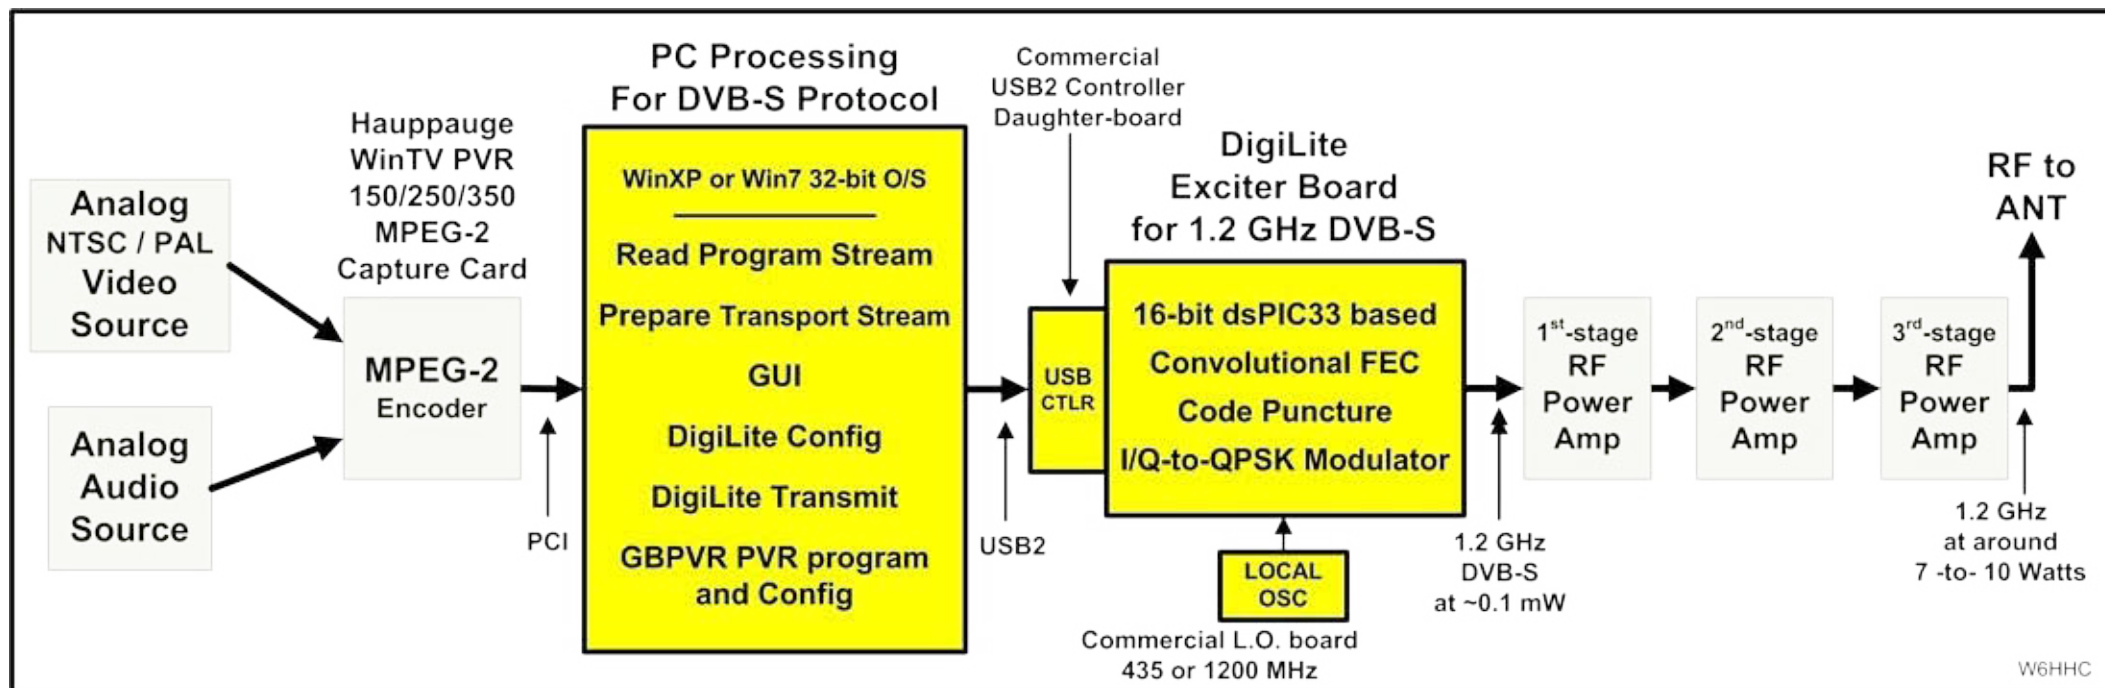 Analog
NTSC / PAL
Video
Source
Analog
Audio
Source
Hauppauge
WinTV PVR
150/250/350
MPEG-2
Capture Card
MPEG-2
Encoder
PCI
PC Processing
For DVB-S Protocol
WinXP or Win7 32-bit O/S
Read Program Stream
Prepare Transport Stream
GUI
DigiLite Config
DigiLite Transmit
GBPVR PVR program
and Config
USB2
Commercial
USB2 Controller
Daughter-board
USB
CTLR
DigiLite
Exciter Board
for 1.2 GHz DVB-S
16-bit dsPIC33 based
Convolutional FEC
Code Puncture
I/Q-to-QPSK Modulator
LOCAL
OSC
Commercial L.O. board
435 or 1200 MHz
1.2 GHz
DVB-S
at ~0.1 mW
1st-stage
RF
Power
Amp
2nd-stage
RF
Power
Amp
3rd-stage
RF
Power
Amp
RF to
ANT
1.2 GHz
at around
7 -to- 10 Watts
W6HHC